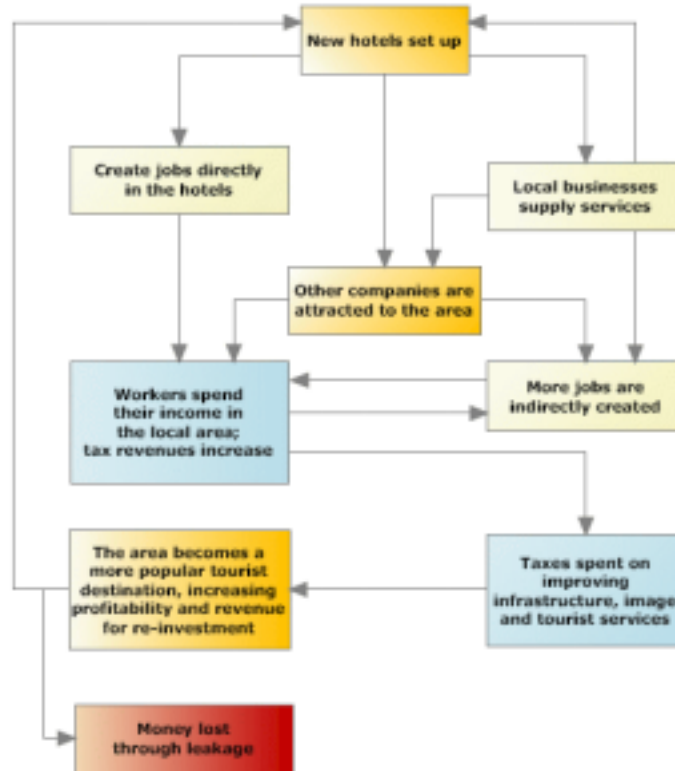 New hotels set up
Create jobs directly
in the hotels
Local businesses
supply services
Other companies are
attracted to the area
Workers spend
their income in
the local area;
tax revenues increase
More jobs are
indirectly created
The area becomes a
more popular tourist
destination, increasing
profitability and revenue
for re-investment
Taxes spent on
improving
infrastructure, image
and tourist services
Money lost
through leakage